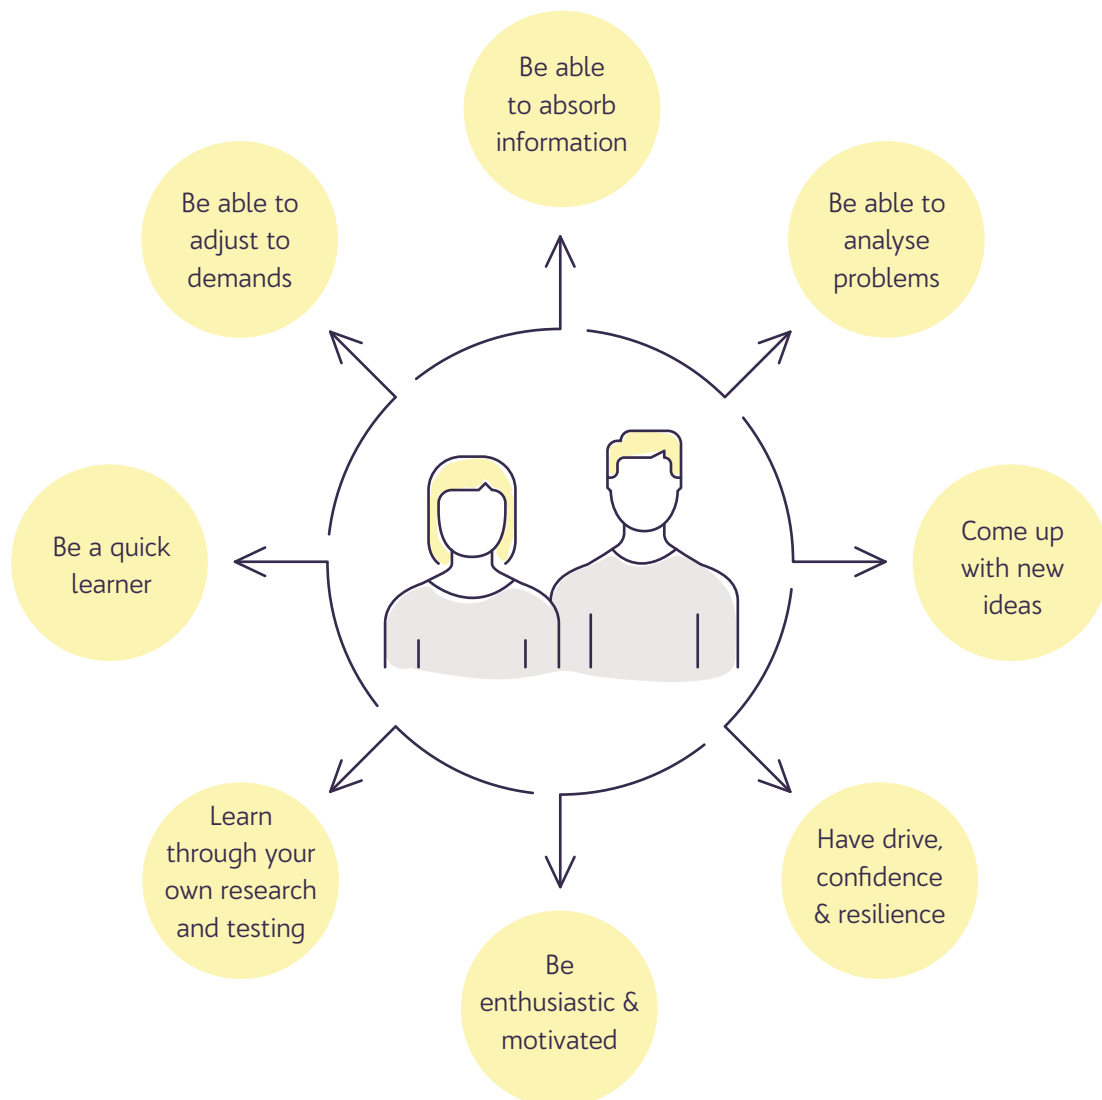 Be able
to absorb
information
Be able to
analyse
problems
Come up
with new
ideas
Have drive,
confidence
& resilience
Be
enthusiastic &
motivated
Learn
through your
own research
and testing
Be a quick
learner
Be able to
adjust to
demands